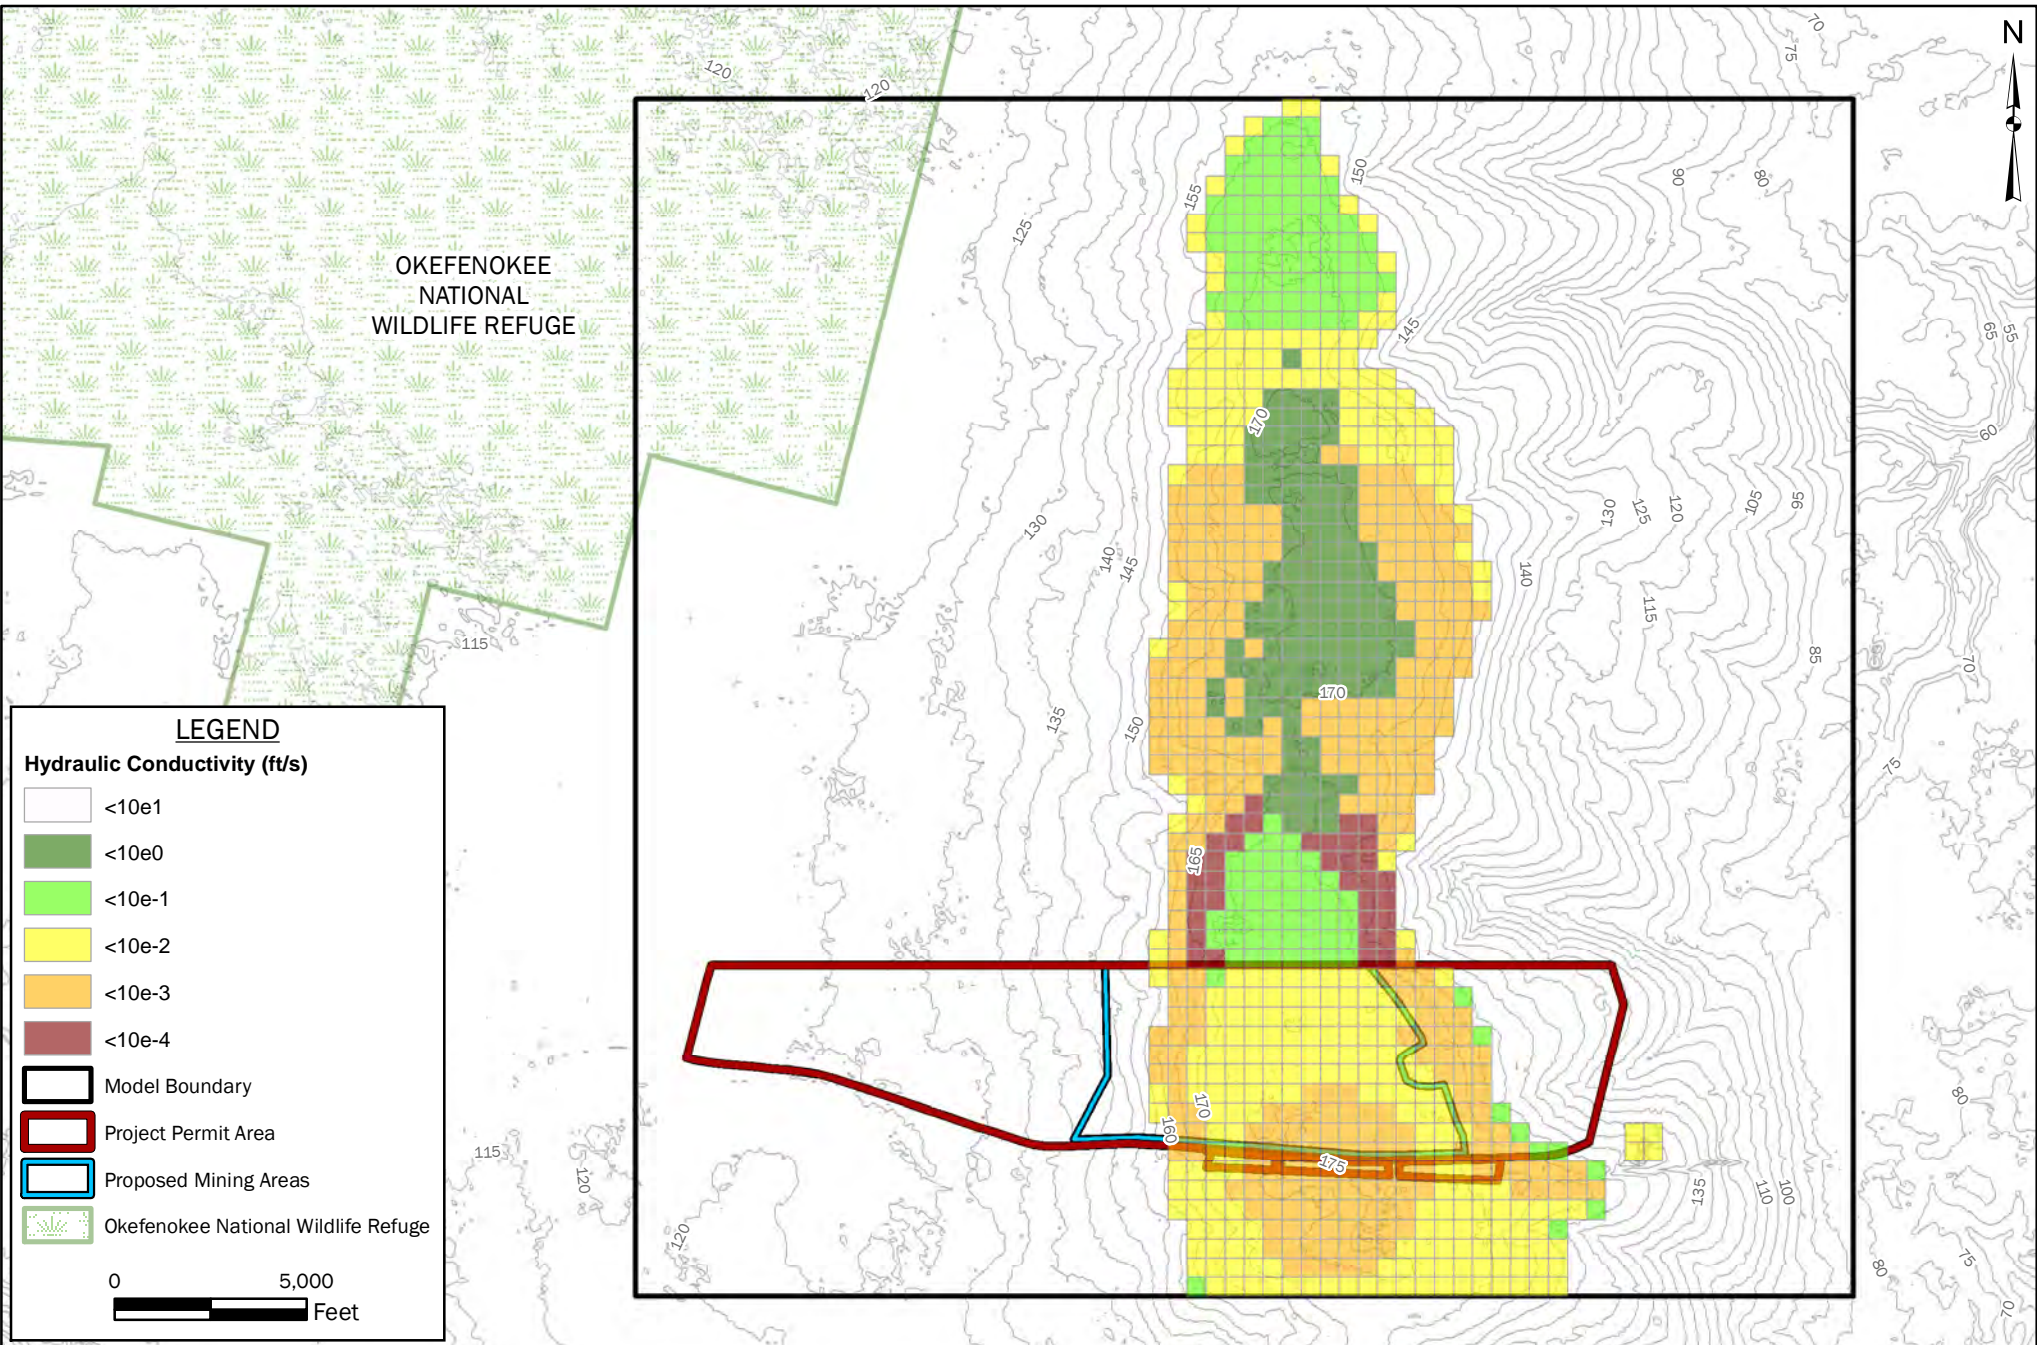 N
70
75
120
120
150
155
90
80
125
OKEFENOKEE
NATIONAL
WILDLIFE REFUGE
145
65
55
170
60
130
130
125
120
105
95
140
145
140
115
115
85
70
170
135
150
75
165
LEGEND
Hydraulic Conductivity (ft/s)
<10e1
<10e0
<10e-1
<10e-2
<10e-3
<10e-4
Model Boundary
Project Permit Area
Proposed Mining Areas
Okefenokee National Wildlife Refuge
0 5,000
Feet
170
80
160
115
175
120
135
110
100
120
80
75
70